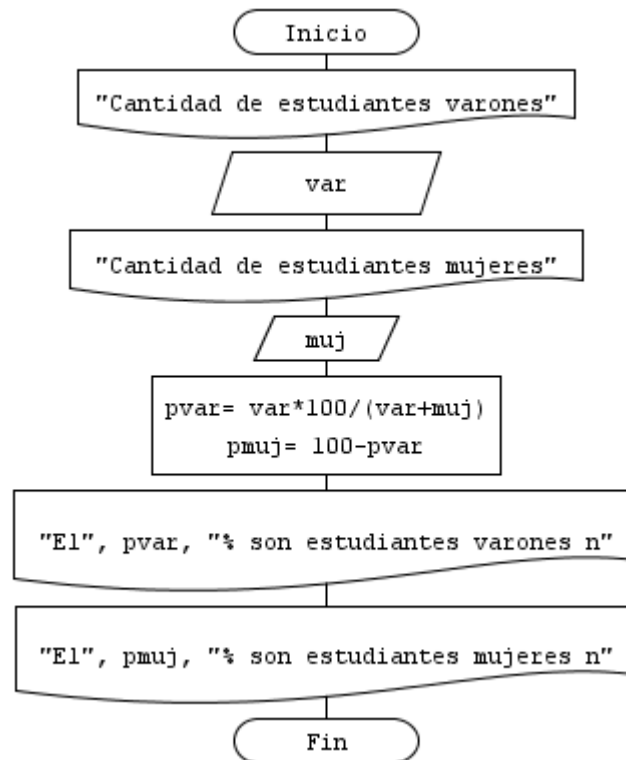 Inicio
"Cantidad de estudiantes varones"
var
"Cantidad de estudiantes mujeres"
muj
pvar= var*100/(var+muj)
pmuj= 100-pvar
"El", pvar, "% son estudiantes varones n"
"El", pmuj, "% son estudiantes mujeres n"
Fin